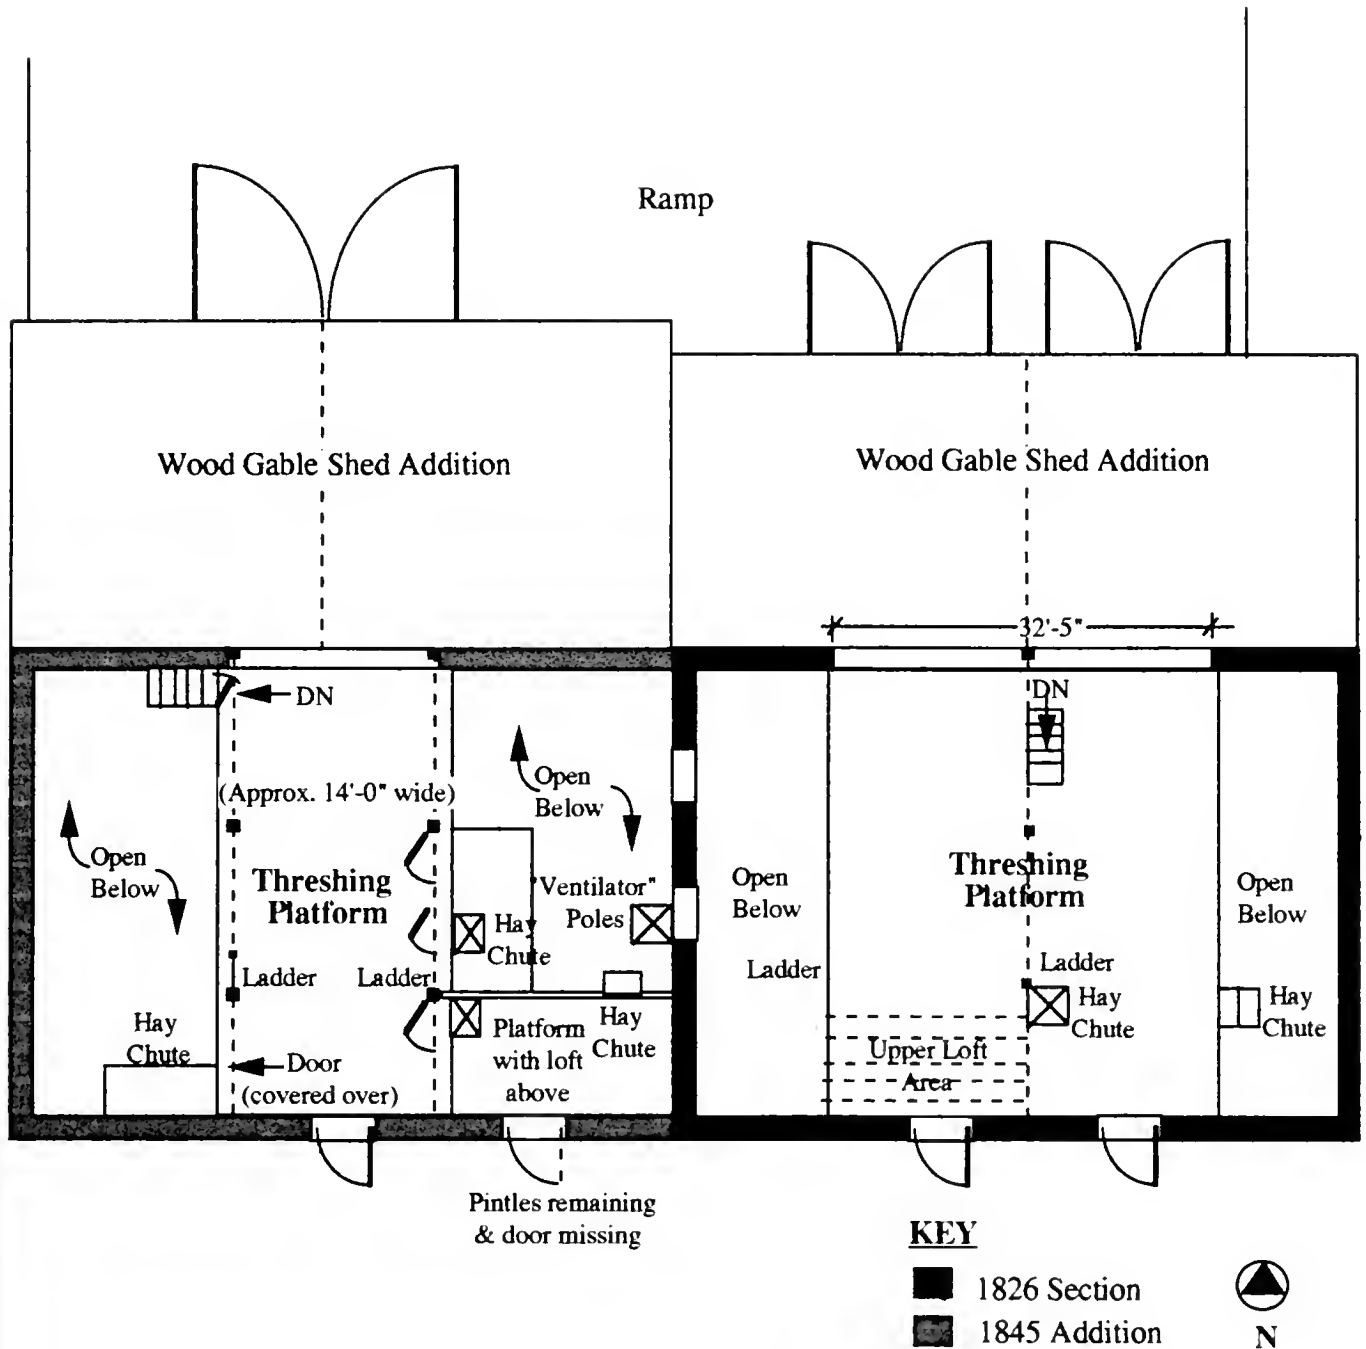 Ramp
Wood Gable Shed Addition
Wood Gable Shed Addition
32'-5"
DN
DN
(Approx. 14'-0" wide)
Open
Below
Open
Below
Threshing
Platform
"Ventilator"
Poles
Hay
Chute
Ladder
Ladder
Hay
Chute
Door
(covered over)
Platform
with loft
above
Hay
Chute
Open
Below
Threshing
Platform
Open
Below
Ladder
Ladder
Hay
Chute
Hay
Chute
Upper Loft
Area
Pintles remaining
& door missing
KEY
1826 Section
1845 Addition
N